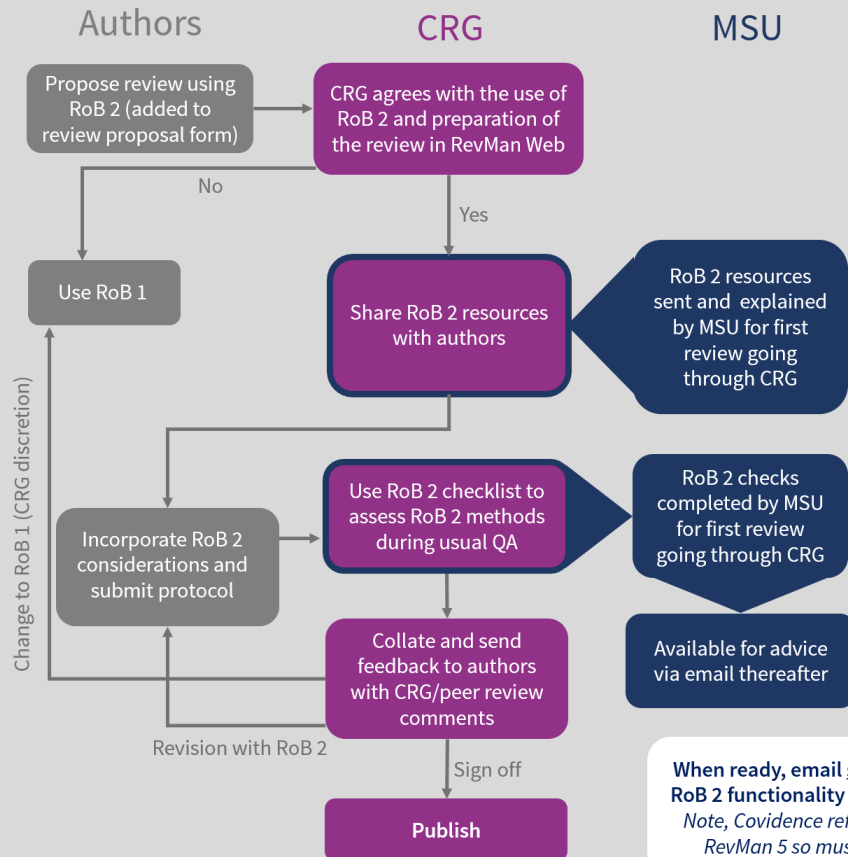 Authors
CRG
MSU
Propose review using
RoB 2 (added to
review proposal form)
CRG agrees with the use of
RoB 2 and preparation of
the review in RevMan Web
No
Yes
Use RoB 1
Share RoB 2 resources
with authors
RoB 2 resources
sent and explained
by MSU for first
review going
through CRG
Change to RoB 1 (CRG discretion)
Incorporate RoB 2
considerations and
submit protocol
Use RoB 2 checklist to
assess RoB 2 methods
during usual QA
RoB 2 checks
completed by MSU
for first review
going through CRG
Collate and send
feedback to authors
with CRG/peer review
comments
Available for advice
via email thereafter
Revision with RoB 2
Sign off
Publish
When ready, email
RoB 2 functionality
Note, Covidence
RevMan 5 so